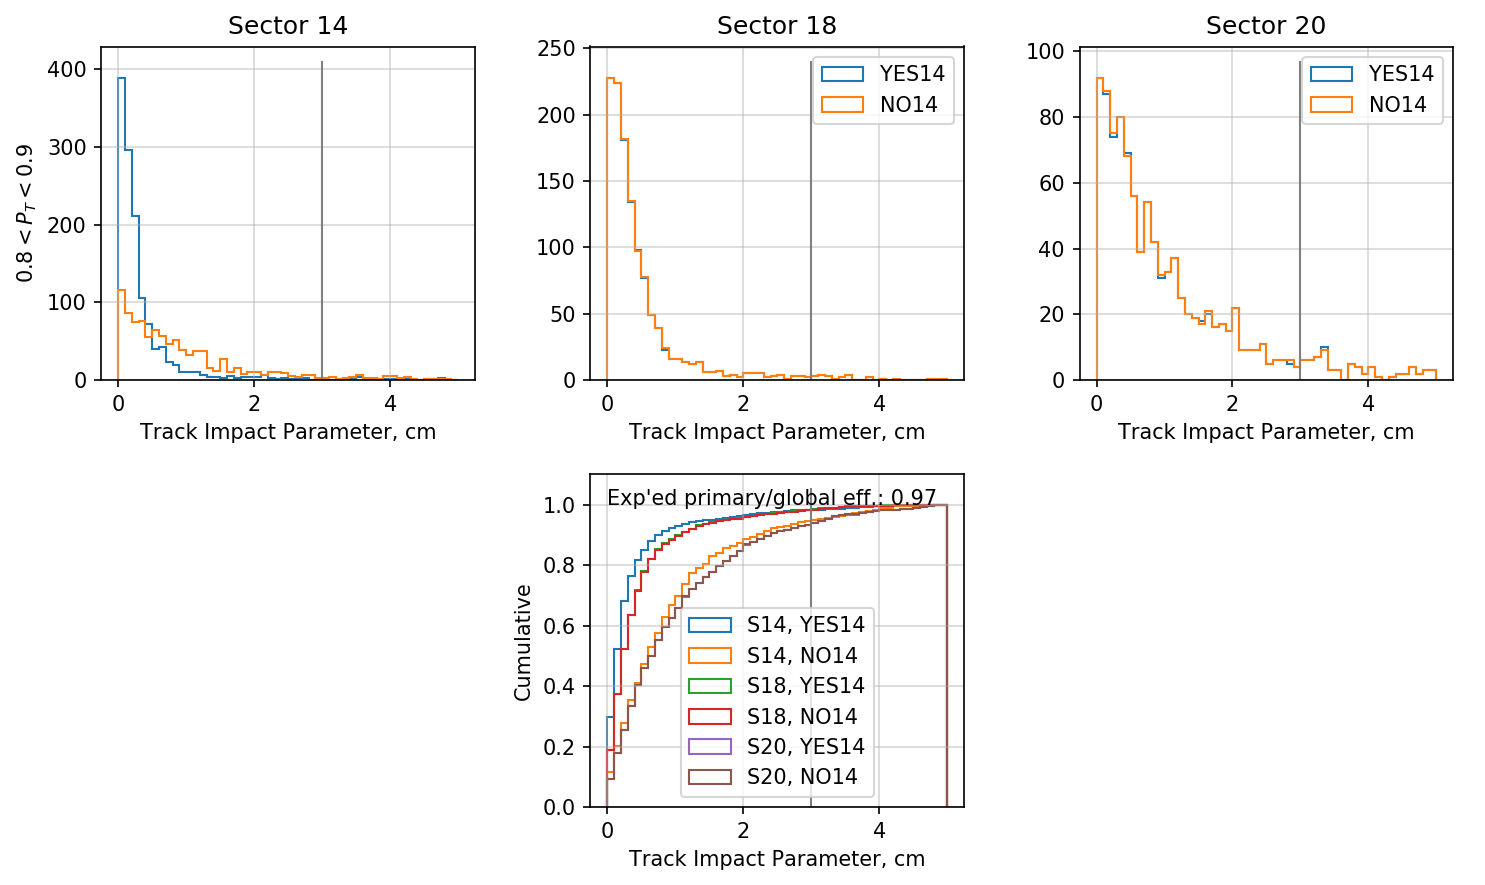 Sector 14
Sector 18
Sector 20
0.8 < P_T < 0.9
400
300
200
100
0
0 2 4
Track Impact Parameter, cm
250
200
150
100
50
0
0 2 4
Track Impact Parameter, cm
YES14
NO14
100
80
60
40
20
0
0 2 4
Track Impact Parameter, cm
YES14
NO14
Exp'ed primary/global eff.: 0.97
Cumulative
1.0
0.8
0.6
0.4
0.2
0.0
S14, YES14
S14, NO14
S18, YES14
S18, NO14
S20, YES14
S20, NO14
0 2 4
Track Impact Parameter, cm